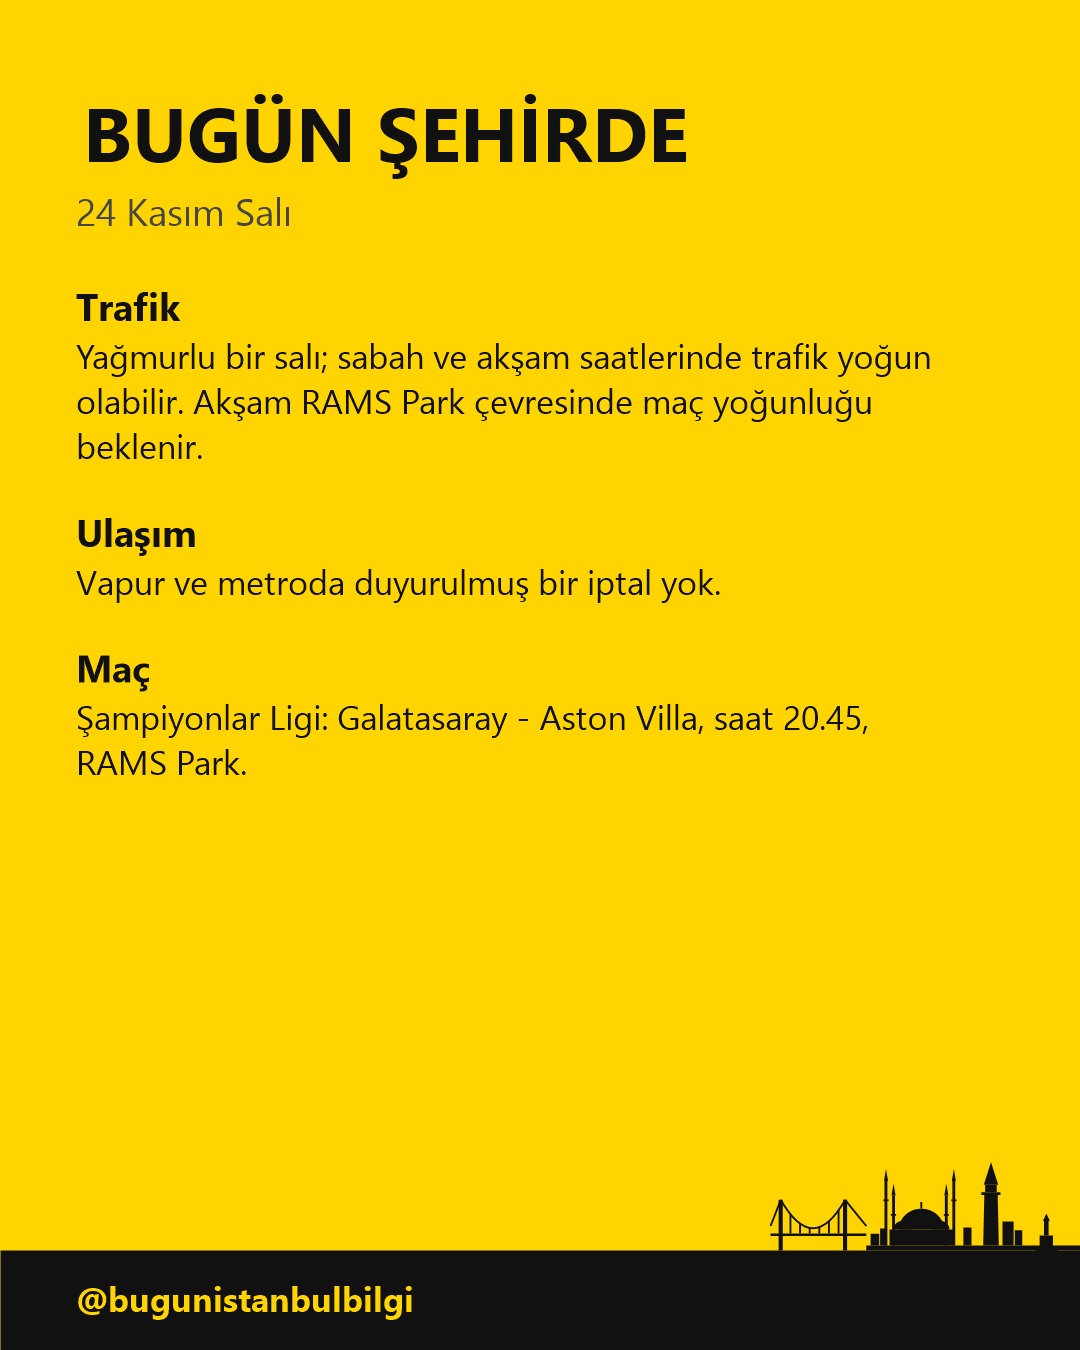 BUGÜN ŞEHİRDE
24 Kasım Salı
Trafik
Yağmurlu bir salı; sabah ve akşam saatlerinde trafik yoğun
olabilir. Akşam RAMS Park çevresinde maç yoğunluğu
beklenir.
Ulaşım
Vapur ve metroda duyurulmuş bir iptal yok.
Maç
Şampiyonlar Ligi: Galatasaray - Aston Villa, saat 20.45,
RAMS Park.
@bugunistanbulbilgi